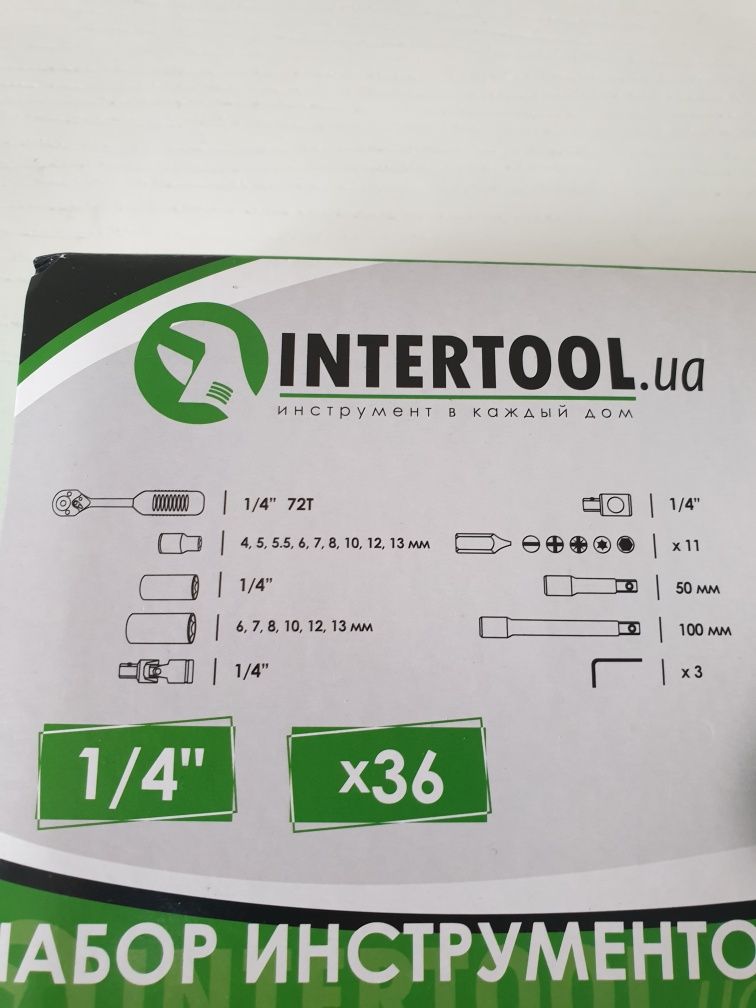 INTERTOOL.ua
инструмент в каждый дом
1/4" 72T
4, 5, 5.5, 6, 7, 8, 10, 12, 13 мм
1/4"
6, 7, 8, 10, 12, 13 мм
1/4"
1/4"
x 11
50 мм
100 мм
x 3
1/4"
x36
НАБОР ИНСТРУМЕНТО